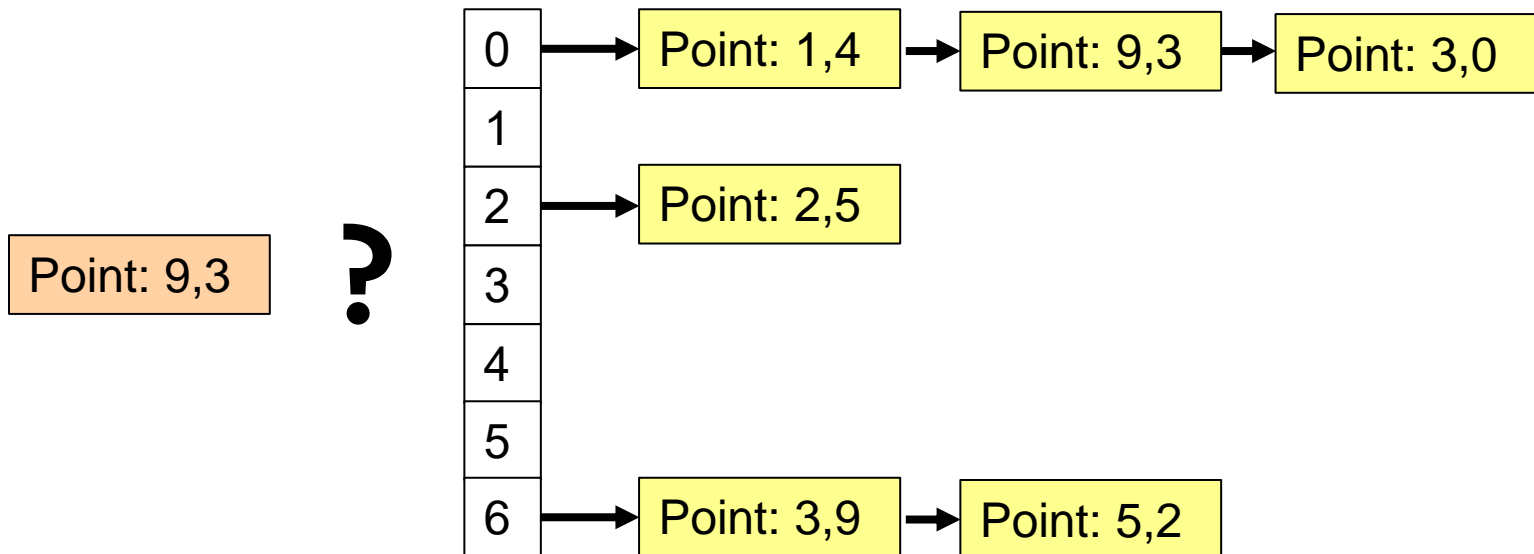 0 Point: 1,4 Point: 9,3 Point: 3,0
1
2 Point: 2,5
Point: 9,3 ?
3
4
5
6 Point: 3,9 Point: 5,2